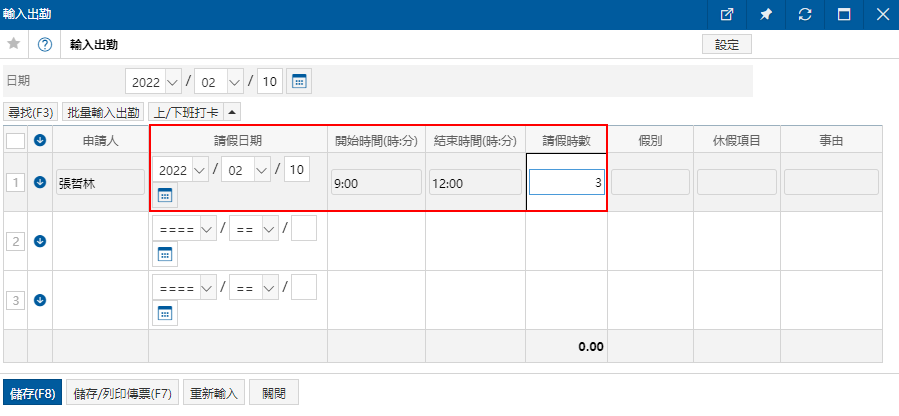 輸入出勤
輸入出勤 設定
日期 2022 / 02 / 10
尋找(F3) 批量輸入出勤 上/下班打卡
申請人 請假日期 開始時間(時:分) 結束時間(時:分) 請假時數 假別 休假項目 事由
1 張哲林 2022 / 02 / 10 9:00 12:00 3
2 ==== / == /
3 ==== / == /
0.00
儲存(F8) 儲存/列印傳票(F7) 重新輸入 關閉